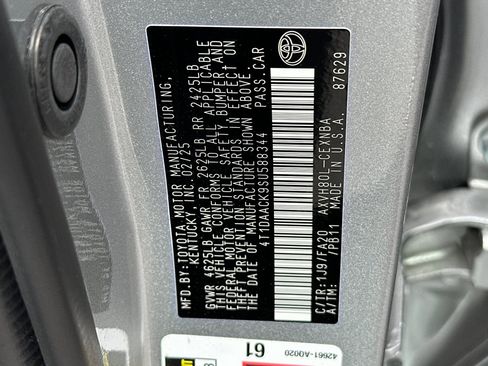 MFD.BY:TOYOTA MOTOR MANUFACTURING,
KENTUCKY, INC. 02/25
GVWR 4625LB GAWR FR 2625LB RR 2425LB
THIS VEHICLE CONFORMS TO ALL APPLICABLE
FEDERAL MOTOR VEHICLE SAFETY, BUMPER AND
THEFT PREVENTION STANDARDS IN EFFECT ON
THE DATE OF MANUFACTURE SHOWN ABOVE.
4T1DAACK9SU588344 PASS.CAR
C/TR:1J9/FA20 AXVH80L-CEXNBA
A/TM: /PB11 MADE IN U.S.A. 87629
TOYOTA
42661-AQ020
61